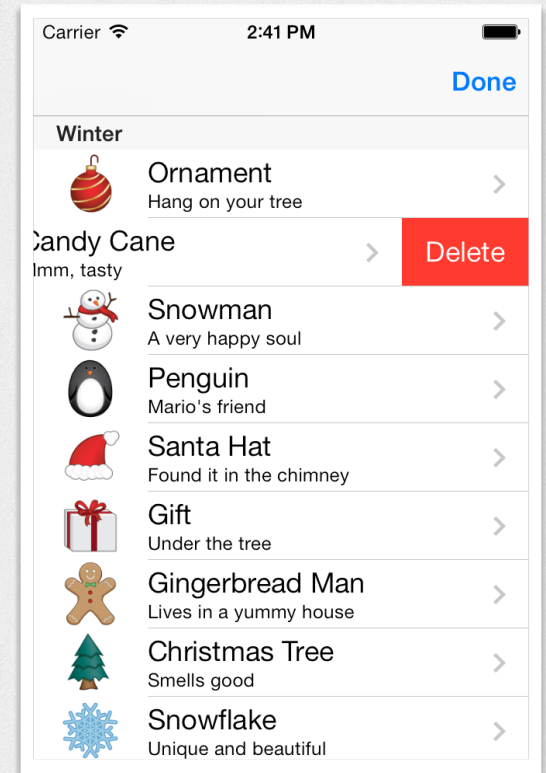 Carrier 2:41 PM
Done
Winter
Ornament
Hang on your tree
Candy Cane
Mmm, tasty
Delete
Snowman
A very happy soul
Penguin
Mario's friend
Santa Hat
Found it in the chimney
Gift
Under the tree
Gingerbread Man
Lives in a yummy house
Christmas Tree
Smells good
Snowflake
Unique and beautiful